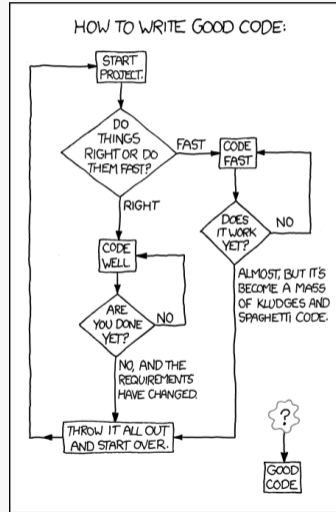 HOW TO WRITE GOOD CODE:
START
PROJECT.
DO
THINGS
RIGHT OR DO
THEM FAST?
FAST
CODE
FAST
RIGHT
DOES
IT WORK
YET?
NO
CODE
WELL
ALMOST, BUT IT'S
BECOME A MASS
OF KLUDGES AND
SPAGHETTI CODE.
ARE
YOU DONE
YET?
NO
NO, AND THE
REQUIREMENTS
HAVE CHANGED.
THROW IT ALL OUT
AND START OVER.
?
GOOD
CODE